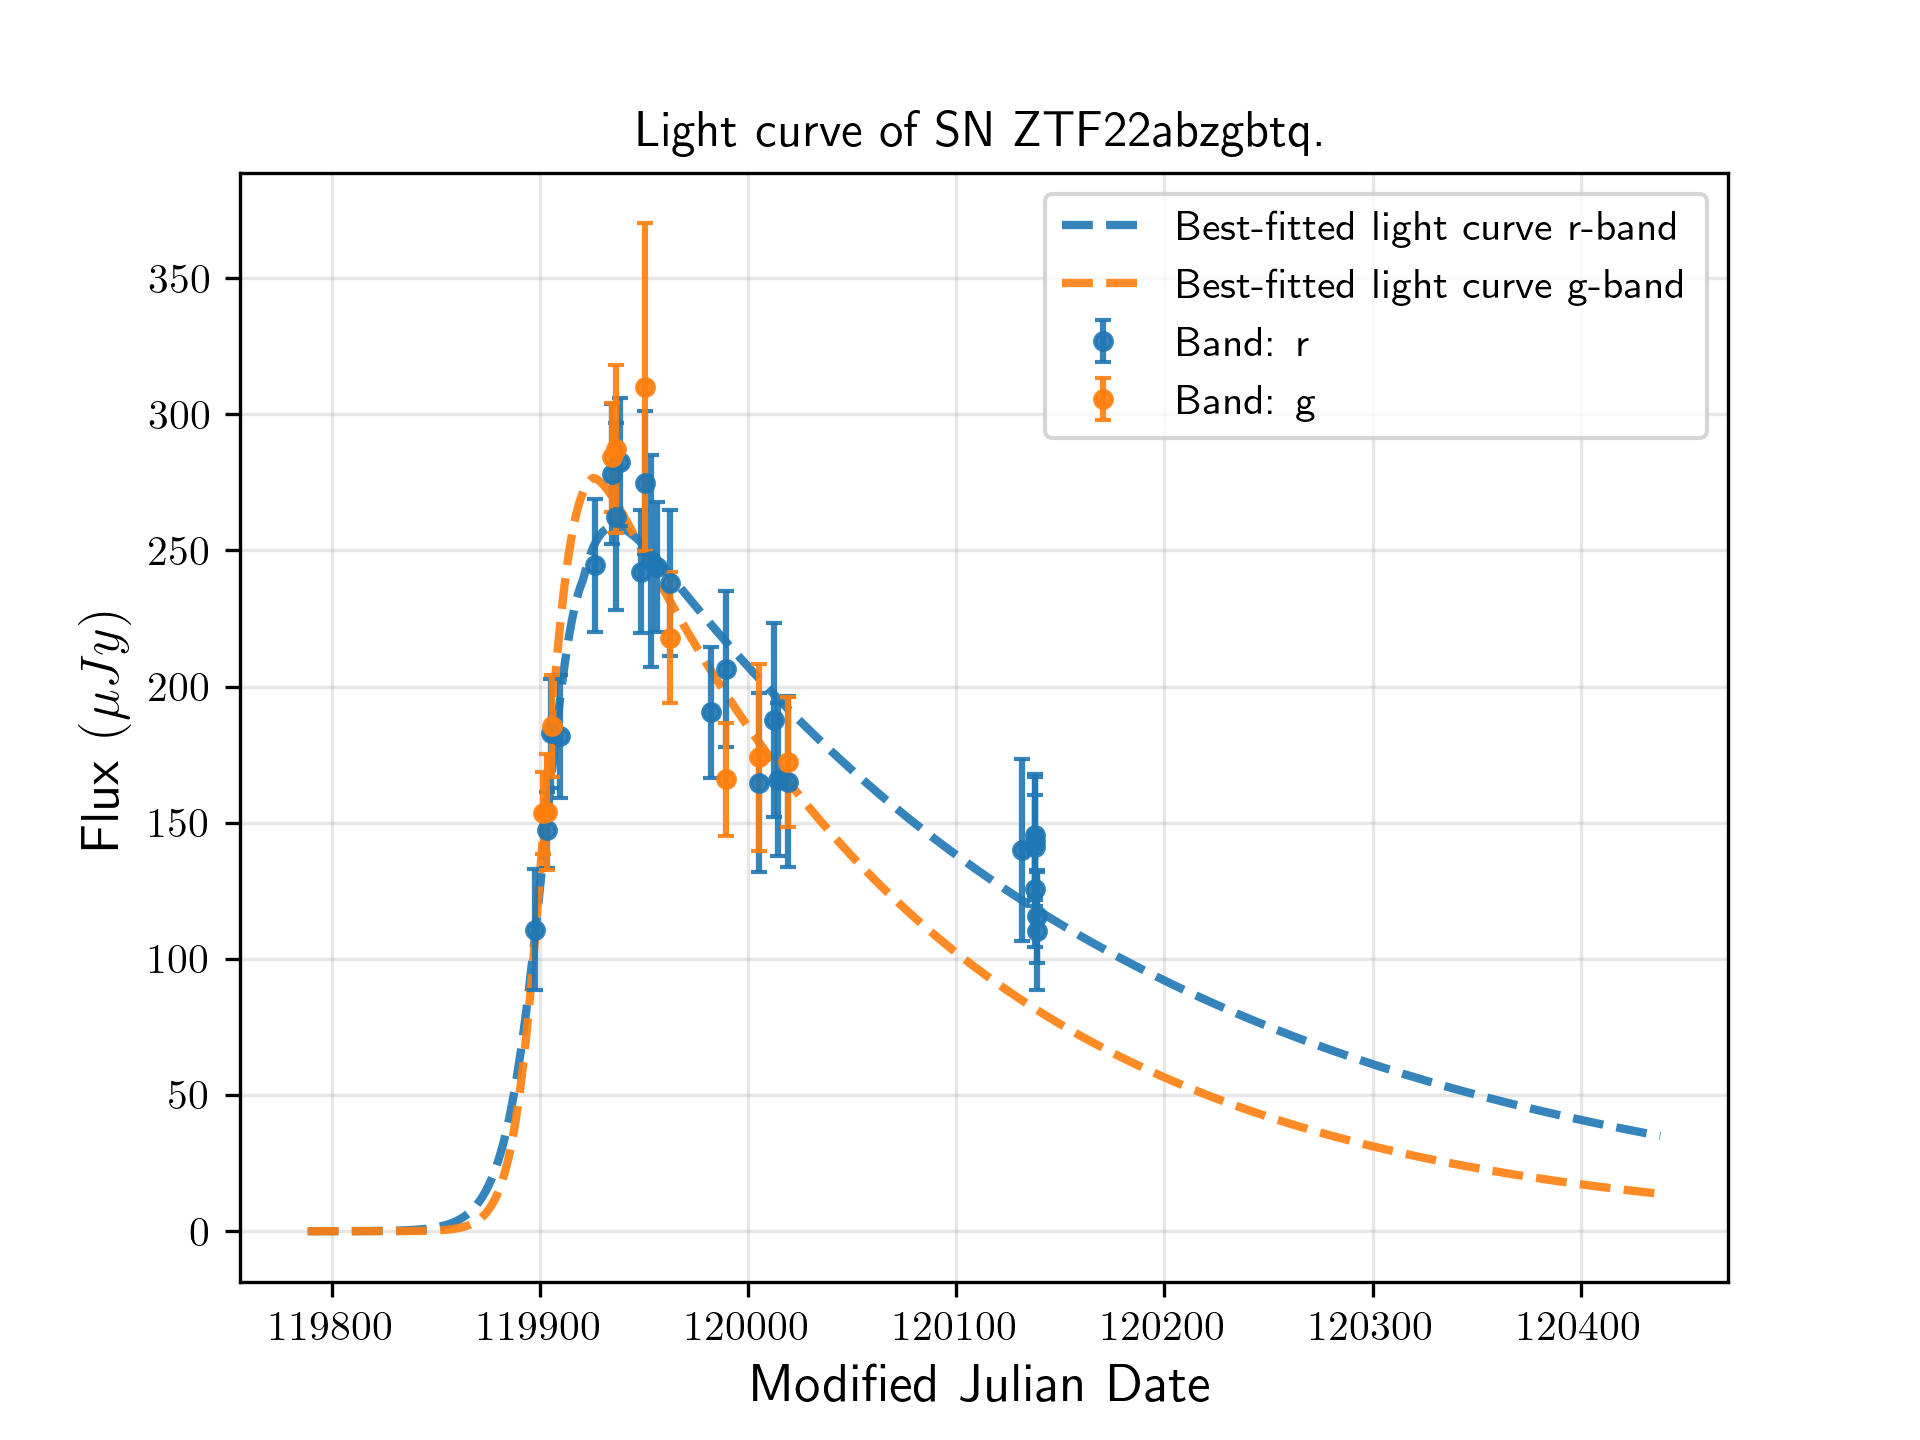 Light curve of SN ZTF22abzgbtq.
Best-fitted light curve r-band
Best-fitted light curve g-band
Band: r
Band: g
Flux (μJy)
350
300
250
200
150
100
50
0
119800 119900 120000 120100 120200 120300 120400
Modified Julian Date